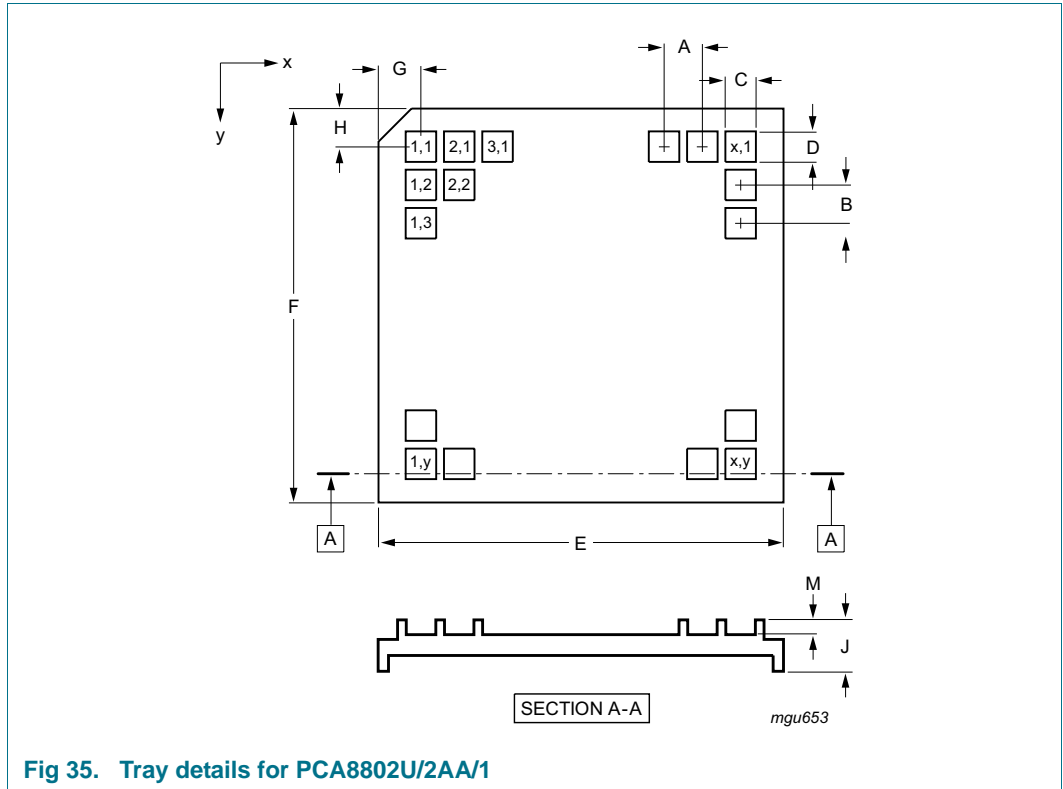 A
x
G
C
y
H
1,1 2,1 3,1 x,1 D
1,2 2,2
B
1,3
F
1,y x,y
A A
E
M
J
SECTION A-A
mgu653
Fig 35. Tray details for PCA8802U/2AA/1